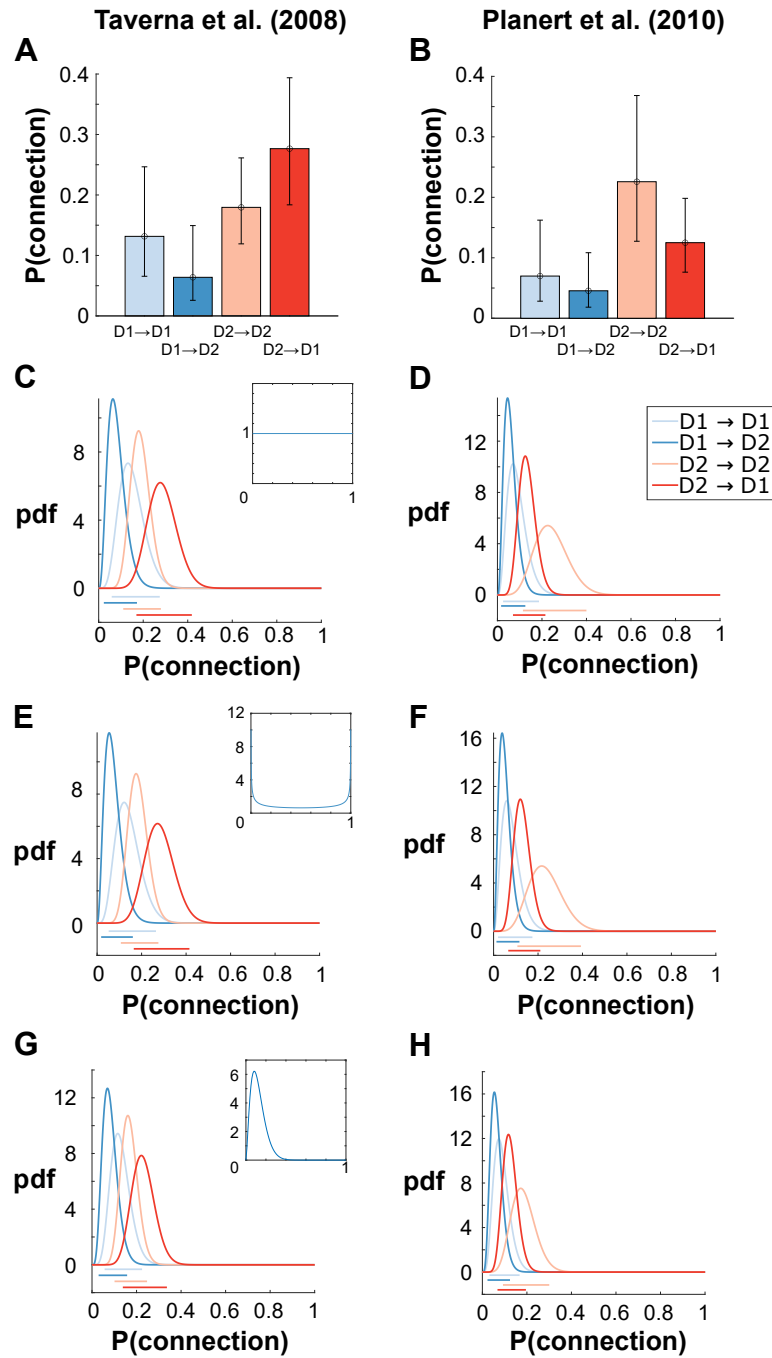 Taverna et al. (2008)
Planert et al. (2010)
A
0.4
0.3
0.2
0.1
0
P(connection)
D1→D1
D1→D2
D2→D2
D2→D1
B
0.4
0.3
0.2
0.1
0
P(connection)
D1→D1
D1→D2
D2→D2
D2→D1
C
8
4
0
pdf
0 0.2 0.4 0.6 0.8 1
P(connection)
1
0 1
D
16
12
8
4
0
pdf
0 0.2 0.4 0.6 0.8 1
P(connection)
D1 → D1
D1 → D2
D2 → D2
D2 → D1
E
8
4
0
pdf
0 0.2 0.4 0.6 0.8 1
P(connection)
12
8
4
0 1
F
16
12
8
4
0
pdf
0 0.2 0.4 0.6 0.8 1
P(connection)
G
12
8
4
0
pdf
0 0.2 0.4 0.6 0.8 1
P(connection)
6
4
2
0 1
H
16
12
8
4
0
pdf
0 0.2 0.4 0.6 0.8 1
P(connection)